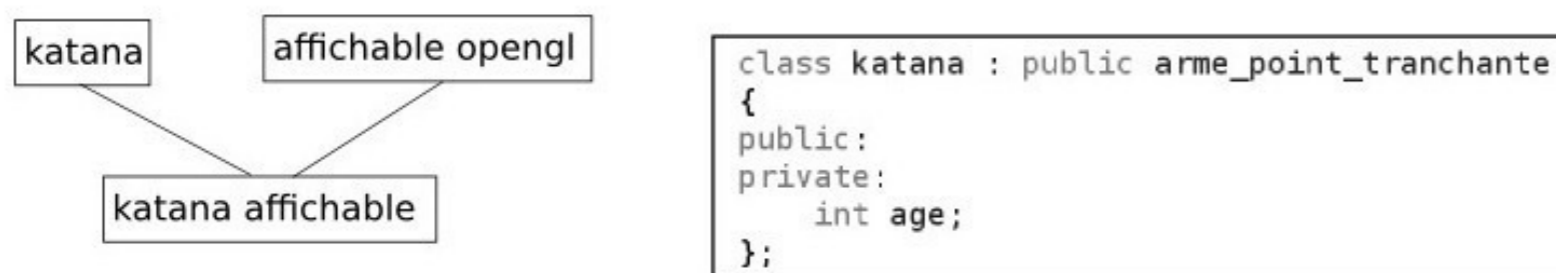 katana
affichable opengl
katana affichable
class katana : public arme_point_tranchante
{
public:
private:
    int age;
};